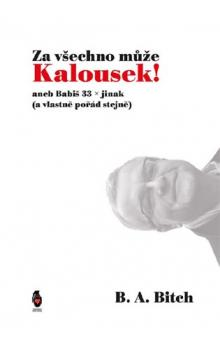 Za všechno může
Kalousek!
aneb Babiš 33 × jinak
(a vlastně pořád stejně)
B. A. Bitch